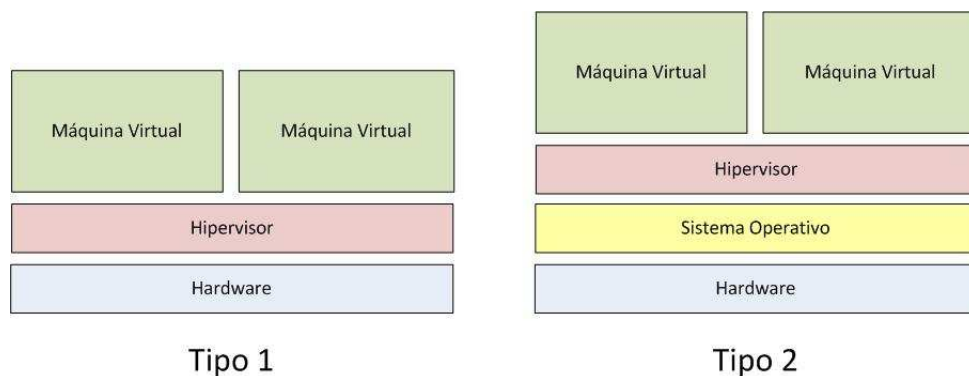 Máquina Virtual
Máquina Virtual
Hipervisor
Hardware
Tipo 1
Máquina Virtual
Máquina Virtual
Hipervisor
Sistema Operativo
Hardware
Tipo 2